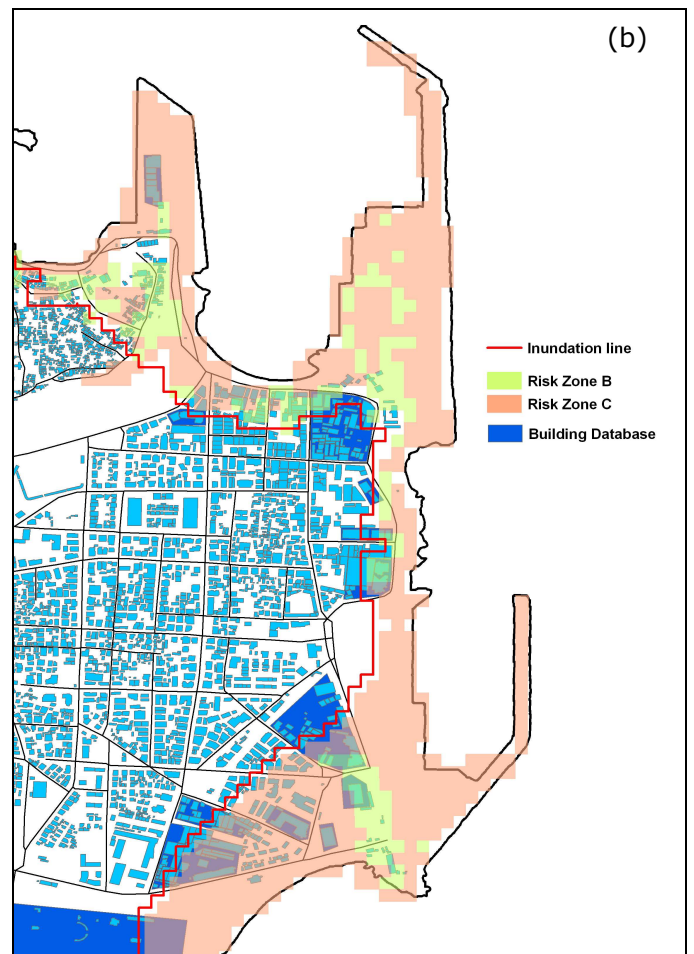 (b)
Inundation line
Risk Zone B
Risk Zone C
Building Database